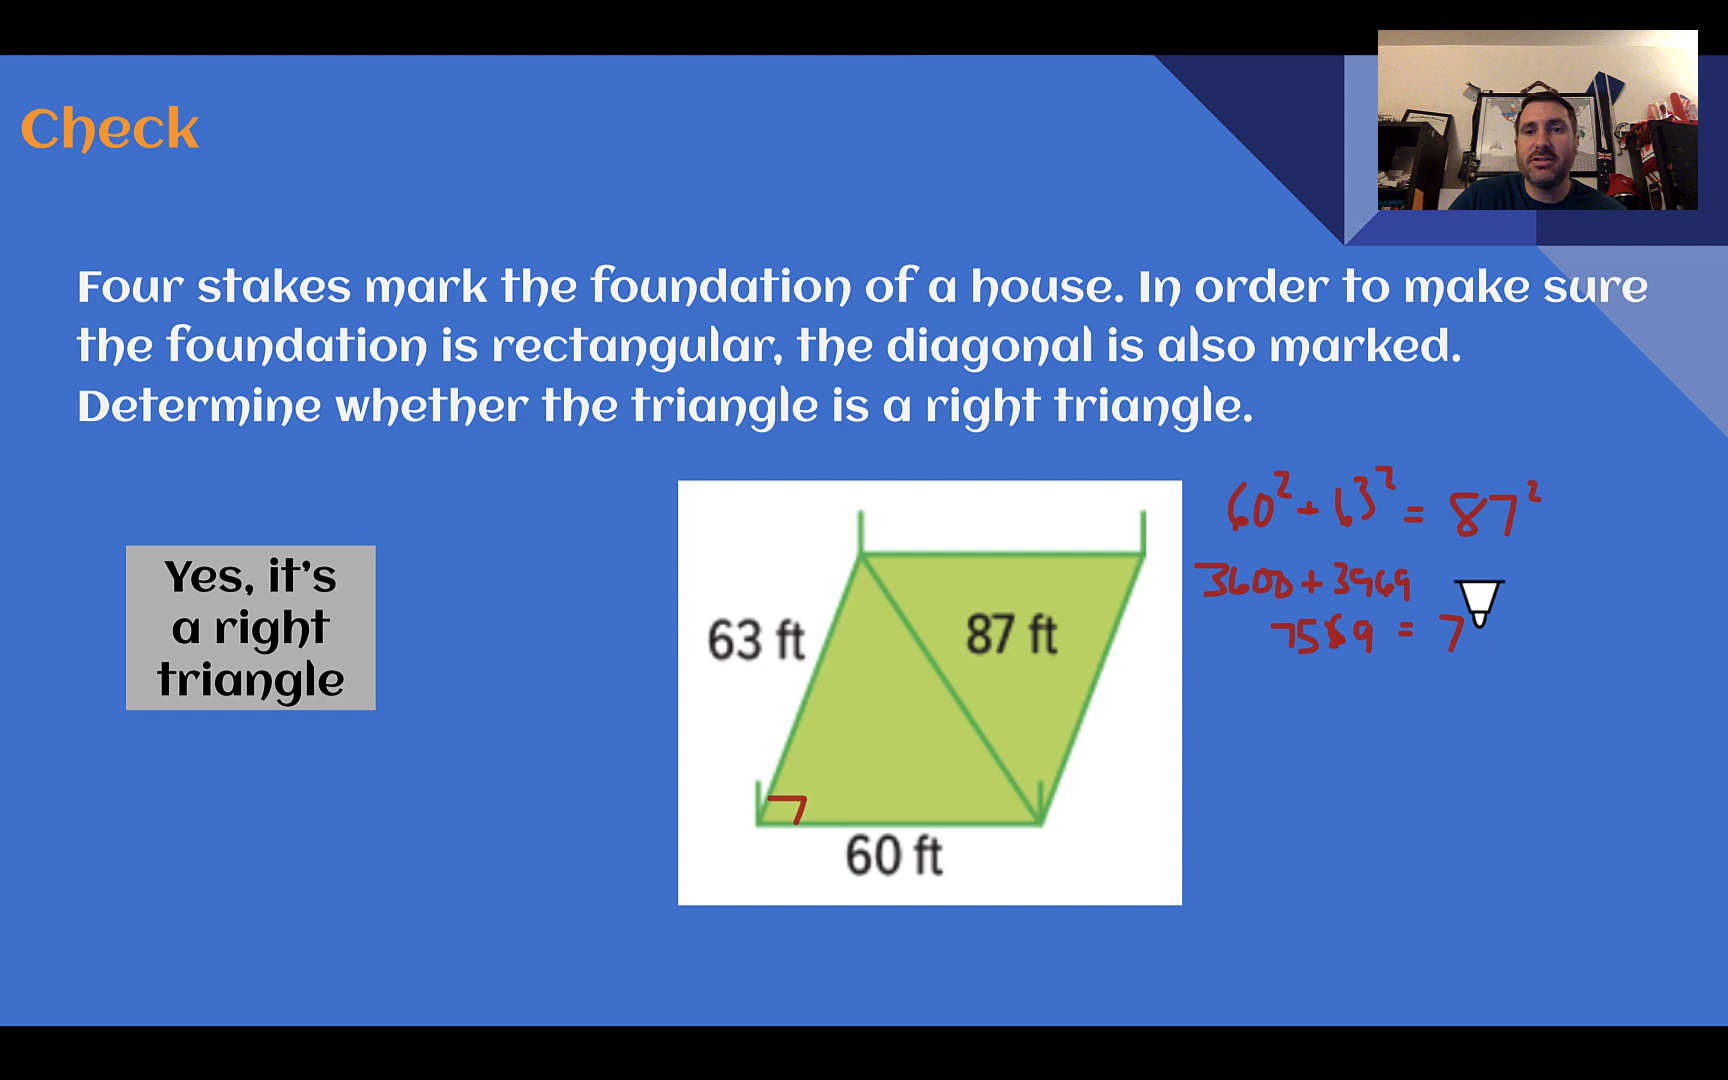 Check
Four stakes mark the foundation of a house. In order to make sure
the foundation is rectangular, the diagonal is also marked.
Determine whether the triangle is a right triangle.
Yes, it's
a right
triangle
63 ft
87 ft
60 ft
60² + 63² = 87²
3600 + 3969
7569 = 7